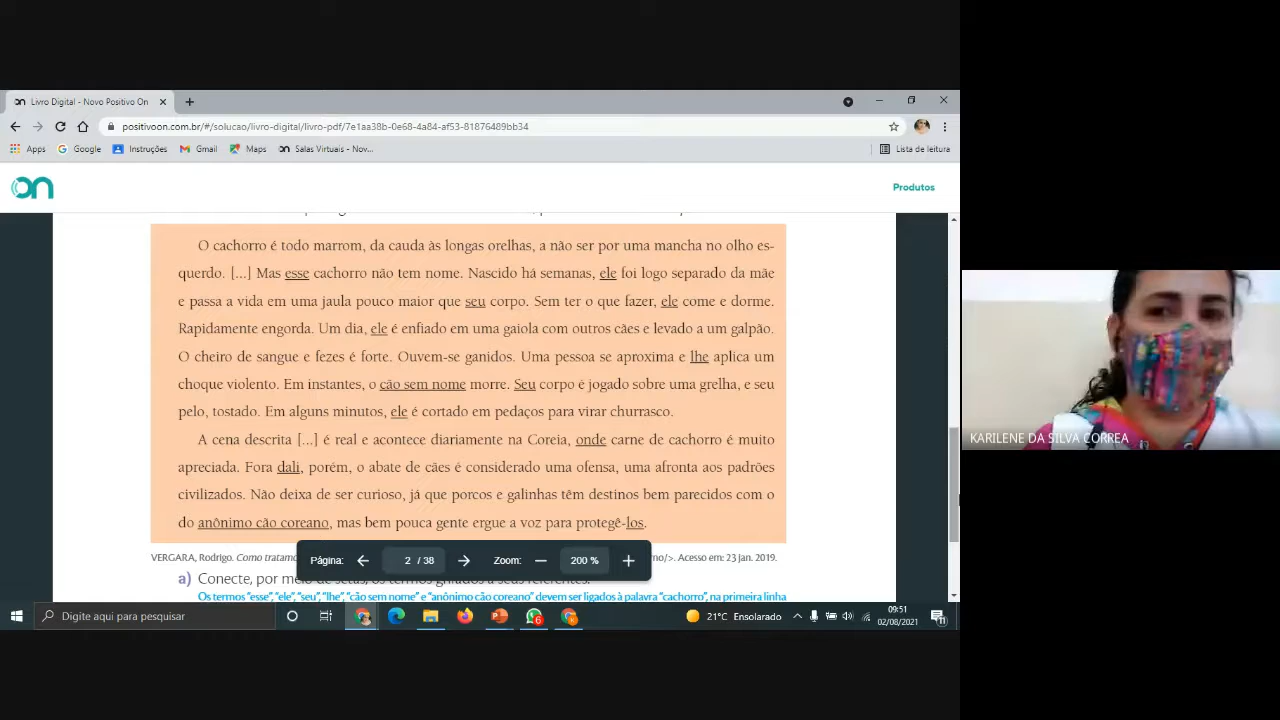 Livro Digital - Novo Positivo On
positivoon.com.br/#/solucao/livro-digital/livro-pdf/7e1aa38b-0e68-4a84-af53-81876489bb34
Apps Google Instruções Gmail Maps Salas Virtuais - Nov... Lista de leitura
on
Produtos
O cachorro é todo marrom, da cauda às longas orelhas, a não ser por uma mancha no olho es-
querdo. [...] Mas esse cachorro não tem nome. Nascido há semanas, ele foi logo separado da mãe
e passa a vida em uma jaula pouco maior que seu corpo. Sem ter o que fazer, ele come e dorme.
Rapidamente engorda. Um dia, ele é enfiado em uma gaiola com outros cães e levado a um galpão.
O cheiro de sangue e fezes é forte. Ouvem-se ganidos. Uma pessoa se aproxima e lhe aplica um
choque violento. Em instantes, o cão sem nome morre. Seu corpo é jogado sobre uma grelha, e seu
pelo, tostado. Em alguns minutos, ele é cortado em pedaços para virar churrasco.
A cena descrita [...] é real e acontece diariamente na Coreia, onde carne de cachorro é muito
apreciada. Fora dali, porém, o abate de cães é considerado uma ofensa, uma afronta aos padrões
civilizados. Não deixa de ser curioso, já que porcos e galinhas têm destinos bem parecidos com o
do anônimo cão coreano, mas bem pouca gente ergue a voz para protegê-los.
VERGARA, Rodrigo. Como tratamo
mo/>. Acesso em: 23 jan. 2019.
Página: 2 / 38 Zoom: 200 %
a) Conecte, por meio de setas, os termos grifados a seus referentes.
Os termos "esse", "ele", "seu", "lhe", "cão sem nome" e "anônimo cão coreano" devem ser ligados à palavra "cachorro", na primeira linha
Digite aqui para pesquisar
6
21°C Ensolarado
09:51
02/08/2021
11
KARILENE DA SILVA CORREA